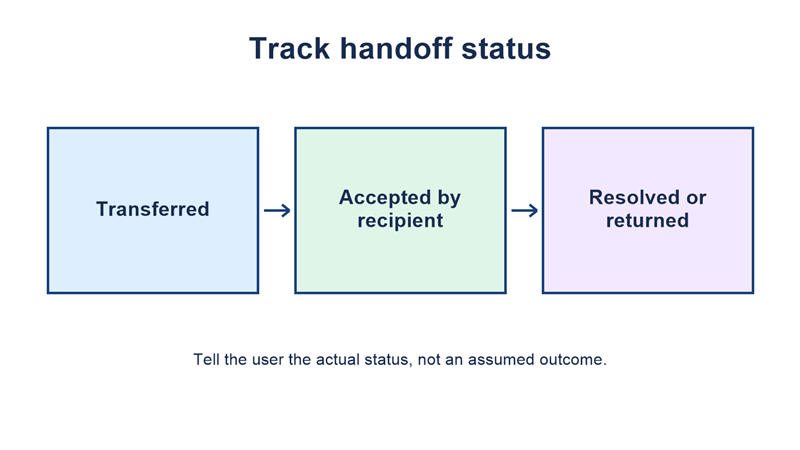 Track handoff status
Transferred
Accepted by
recipient
Resolved or
returned
Tell the user the actual status, not an assumed outcome.